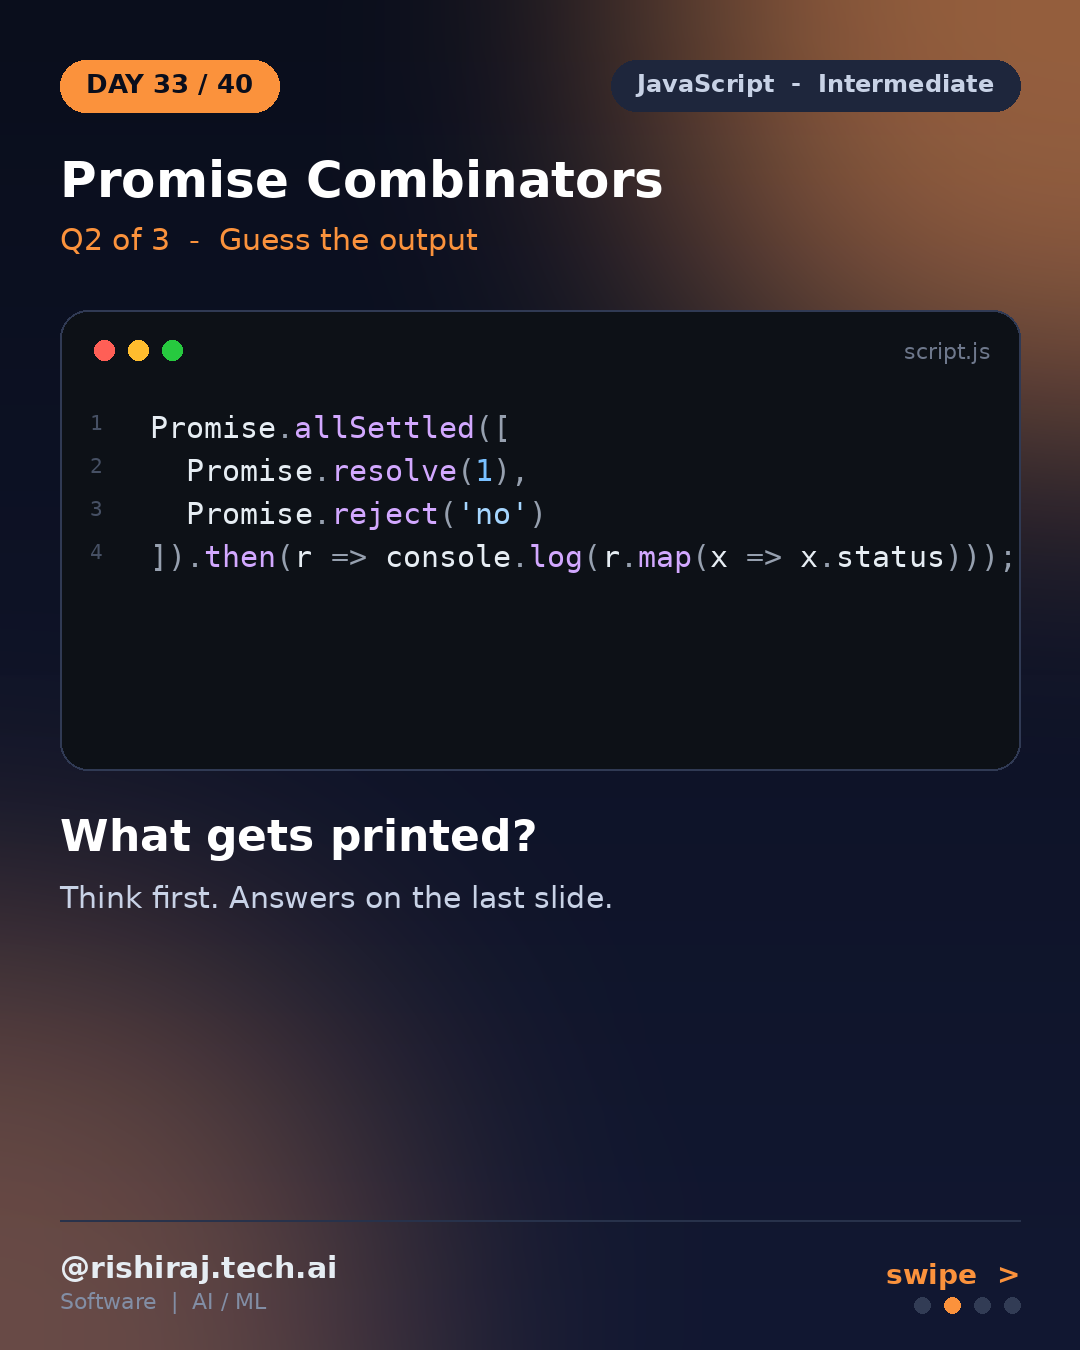 DAY 33 / 40
JavaScript - Intermediate
Promise Combinators
Q2 of 3 - Guess the output
script.js
1 Promise.allSettled([
2   Promise.resolve(1),
3   Promise.reject('no')
4 ]).then(r => console.log(r.map(x => x.status)));
What gets printed?
Think first. Answers on the last slide.
@rishiraj.tech.ai
Software | AI / ML
swipe >